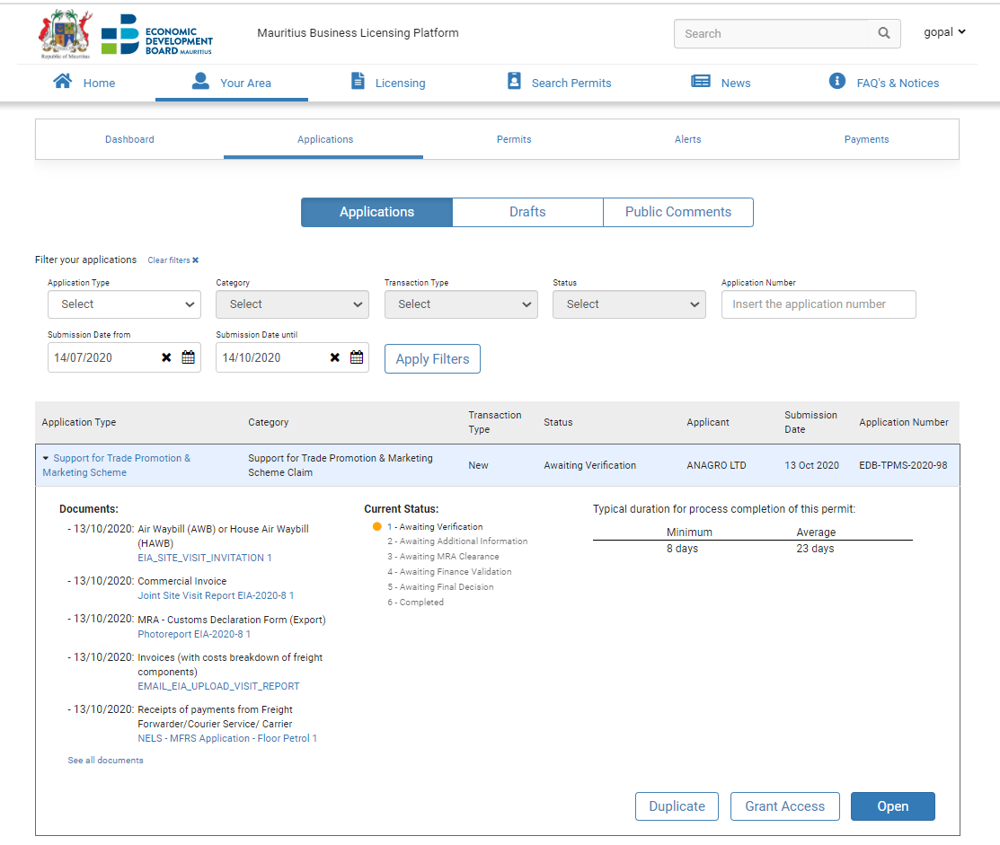 Republic of Mauritius
ECONOMIC
DEVELOPMENT
BOARD MAURITIUS
Mauritius Business Licensing Platform
Search
gopal
Home
Your Area
Licensing
Search Permits
News
FAQ's & Notices
Dashboard
Applications
Permits
Alerts
Payments
Applications
Drafts
Public Comments
Filter your applications
Clear filters
Application Type
Category
Transaction Type
Status
Application Number
Select
Select
Select
Select
Insert the application number
Submission Date from
Submission Date until
14/07/2020
14/10/2020
Apply Filters
Application Type
Category
Transaction
Type
Status
Applicant
Submission
Date
Application Number
Support for Trade Promotion &
Marketing Scheme
Support for Trade Promotion & Marketing
Scheme Claim
New
Awaiting Verification
ANAGRO LTD
13 Oct 2020
EDB-TPMS-2020-98
Documents:
- 13/10/2020: Air Waybill (AWB) or House Air Waybill
(HAWB)
EIA_SITE_VISIT_INVITATION 1
- 13/10/2020: Commercial Invoice
Joint Site Visit Report EIA-2020-8 1
- 13/10/2020: MRA - Customs Declaration Form (Export)
Photoreport EIA-2020-8 1
- 13/10/2020: Invoices (with costs breakdown of freight
components)
EMAIL_EIA_UPLOAD_VISIT_REPORT
- 13/10/2020: Receipts of payments from Freight
Forwarder/Courier Service/ Carrier
NELS - MFRS Application - Floor Petrol 1
See all documents
Current Status:
1 - Awaiting Verification
2 - Awaiting Additional Information
3 - Awaiting MRA Clearance
4 - Awaiting Finance Validation
5 - Awaiting Final Decision
6 - Completed
Typical duration for process completion of this permit:
Minimum
Average
8 days
23 days
Duplicate
Grant Access
Open